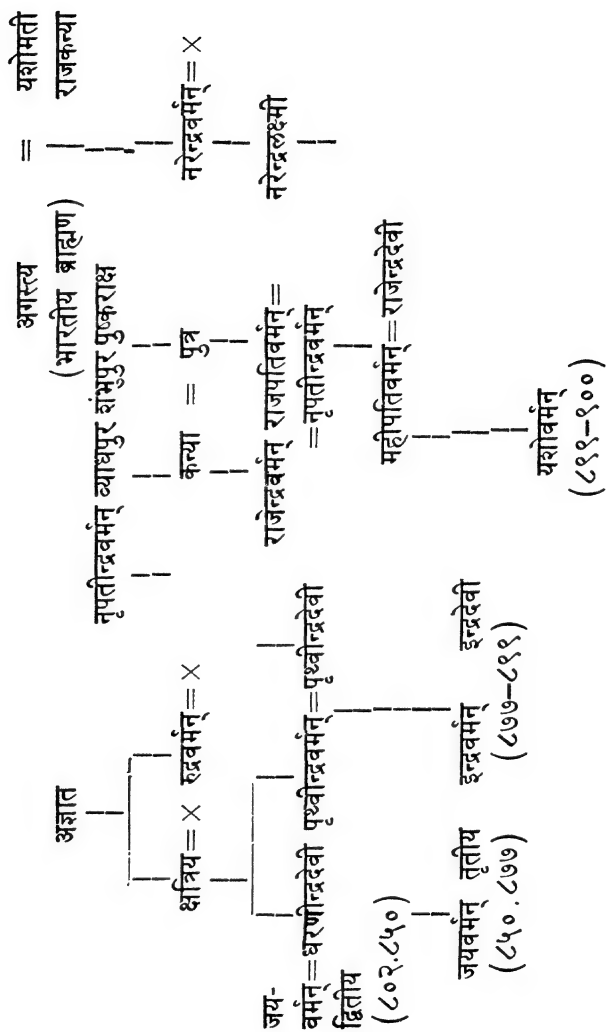 अगस्त्य = यशोमती
अज्ञात (भारतीय ब्राह्मण) राजकन्या
नृपतीन्द्रवर्मन् व्याधपुर शंभुपुर पुष्कराक्ष
क्षत्रिय = X रुद्रवर्मन् = X कन्या = पुत्र नरेन्द्रवर्मन् = X
जय- राजेन्द्रवर्मन् राजपतिवर्मन् = नरेन्द्रलक्ष्मी
वर्मन् = धरणीन्द्रदेवी पृथ्वीन्द्रवर्मन् = पृथ्वीन्द्रदेवी = नृपतीन्द्रवर्मन्
द्वितीय
(८०२.८५०) महीपतिवर्मन् = राजेन्द्रदेवी
जयवर्मन् तृतीय इन्द्रवर्मन् इन्द्रदेवी
(८५०.८७७) (८७७–८९९)
यशोवर्मन्
(८९९–९००)